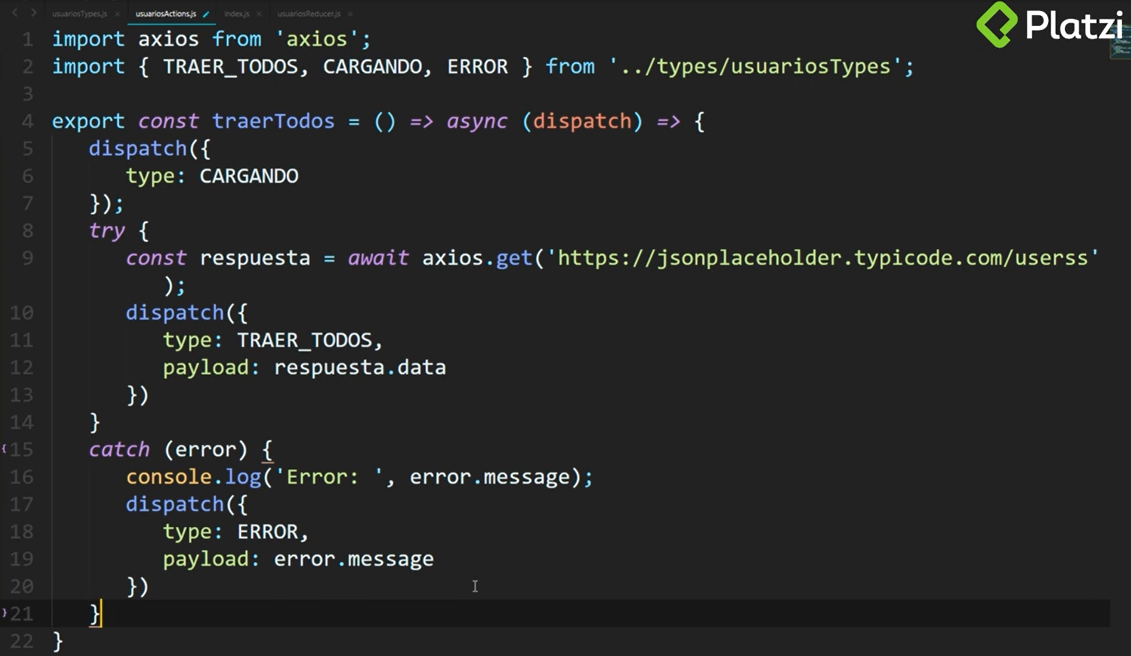 usuariosTypes.js × usuariosActions.js index.js × usuariosReducer.js ×
Platzi
1 import axios from 'axios';
2 import { TRAER_TODOS, CARGANDO, ERROR } from '../types/usuariosTypes';
3
4 export const traerTodos = () => async (dispatch) => {
5 dispatch({
6 type: CARGANDO
7 });
8 try {
9 const respuesta = await axios.get('https://jsonplaceholder.typicode.com/userss'
);
10 dispatch({
11 type: TRAER_TODOS,
12 payload: respuesta.data
13 })
14 }
15 catch (error) {
16 console.log('Error: ', error.message);
17 dispatch({
18 type: ERROR,
19 payload: error.message
20 })
21 }
22 }